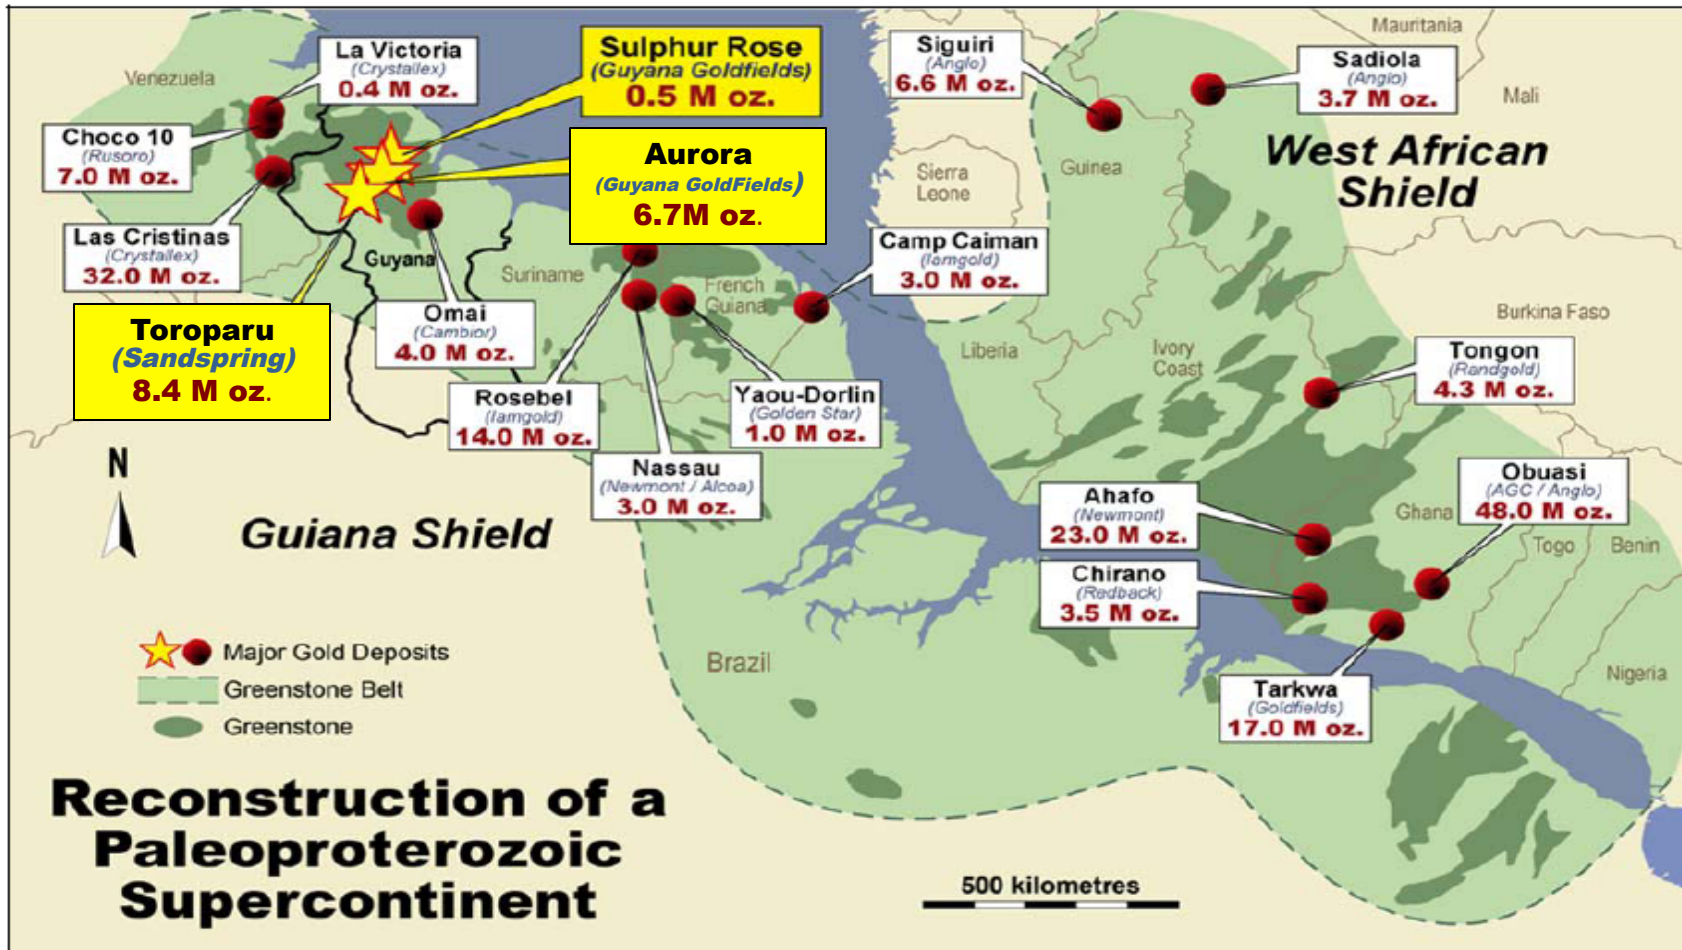 La Victoria
(Crystallex)
0.4 M oz.
Sulphur Rose
(Guyana Goldfields)
0.5 M oz.
Siguiri
(Anglo)
6.6 M oz.
Sadiola
(Anglo)
3.7 M oz.
Mauritania
Mali
Venezuela
Choco 10
(Rusoro)
7.0 M oz.
Aurora
(Guyana GoldFields)
6.7M oz.
Sierra
Leone
Guinea
West African
Shield
Las Cristinas
(Crystallex)
32.0 M oz.
Guyana
Suriname
French
Guiana
Camp Caiman
(Iamgold)
3.0 M oz.
Toroparu
(Sandspring)
8.4 M oz.
Omai
(Cambior)
4.0 M oz.
Liberia
Ivory
Coast
Burkina Faso
Tongon
(Randgold)
4.3 M oz.
Rosebel
(Iamgold)
14.0 M oz.
Yaou-Dorlin
(Golden Star)
1.0 M oz.
Nassau
(Newmont / Alcoa)
3.0 M oz.
N
Guiana Shield
Ahafo
(Newmont)
23.0 M oz.
Ghana
Obuasi
(AGC / Anglo)
48.0 M oz.
Togo
Benin
Chirano
(Redback)
3.5 M oz.
Brazil
Nigeria
Tarkwa
(Goldfields)
17.0 M oz.
Major Gold Deposits
Greenstone Belt
Greenstone
Reconstruction of a
Paleoproterozoic
Supercontinent
500 kilometres